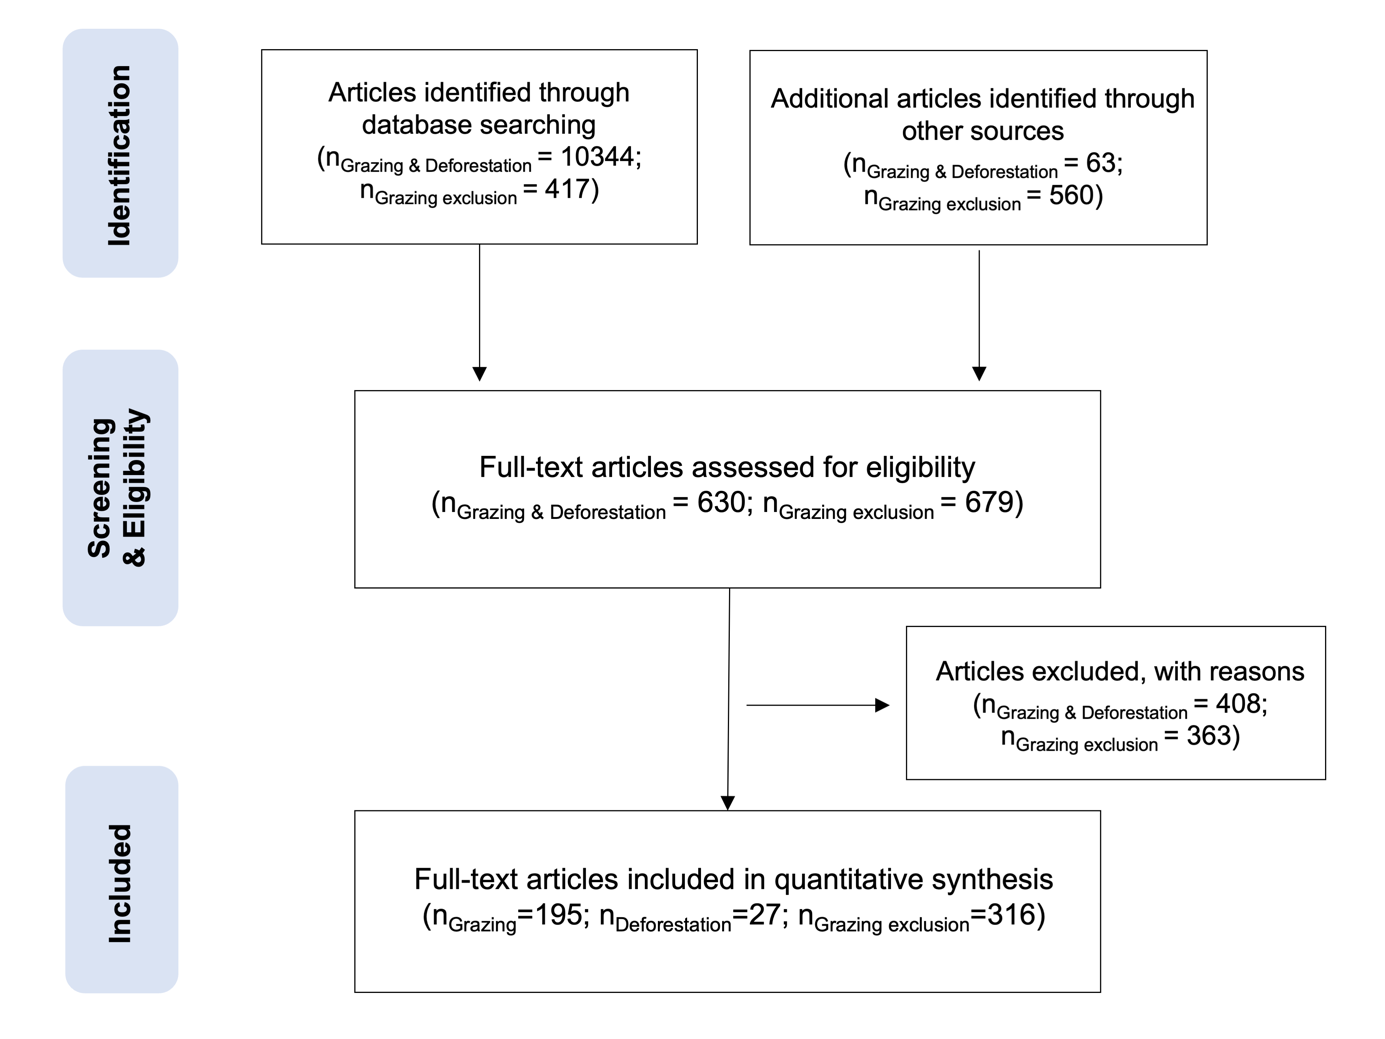 Identification
Articles identified through
database searching
(nGrazing & Deforestation = 10344;
nGrazing exclusion = 417)
Additional articles identified through
other sources
(nGrazing & Deforestation = 63;
nGrazing exclusion = 560)
Screening
& Eligibility
Full-text articles assessed for eligibility
(nGrazing & Deforestation = 630; nGrazing exclusion = 679)
Articles excluded, with reasons
(nGrazing & Deforestation = 408;
nGrazing exclusion = 363)
Included
Full-text articles included in quantitative synthesis
(nGrazing=195; nDeforestation=27; nGrazing exclusion=316)